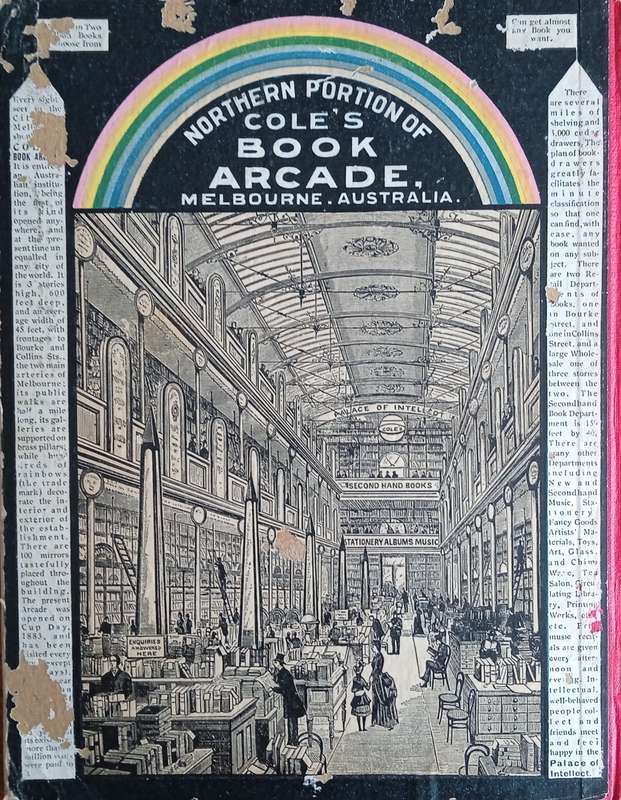 in Two
Books
oose from
Can get almost
any Book you
want.
NORTHERN PORTION OF
COLE'S
BOOK
ARCADE,
MELBOURNE. AUSTRALIA.
Every sight
seer to the
It is
Austra
lian institu
tion, being
the first of
its kind
opened any-
where, and
at the pre-
sent time un
equalled in
any city of
the world. It
is 3 stories
high, 600
feet deep,
and an aver
age width of
45 feet, with
frontages to
Bourke and
Collins Sts.,
the two main
arteries of
Melbourne;
its public
walks are
half a mile
long, its gal-
leries are
supported on
brass pillars,
while
reds of
rainbows
(the trade
mark) deco-
rate the in-
terior and
exterior of
the estab-
lishment.
There are
100 mirrors
tastefully
placed thro-
ughout the
building.
The present
Arcade was
opened on
Cup Day,
1883, and
has been
visited every
were paid to
There
are several
miles of
shelving and
drawers. The
plan of book-
drawers
greatly fa-
cilitates the
minute
classification
so that one
can find, with
ease, any
book wanted
on any sub-
ject. There
are two Re-
tail Depart-
ments of
Books, one
in Bourke
Street, and
one in Collins
Street, and a
large Whole-
sale one of
three stories
between the
two. The
Secondhand
Book Depart-
ment is
feet by
There are
many other
Departments
including
New and
Secondhand
Music, Sta-
tionery
Fancy Goods
Artists' Ma-
terials, Toys,
Art, Glass,
and China
Ware, Tea
Salon, Circu
lating Libra-
ry, Printing
Works,
etc.
music
als are given
every after-
noon and
evening. In-
tellectual,
well-behaved
people col-
lect and
friends meet
and feel
happy in the
Palace of
Intellect.
PALACE OF INTELLECT
COLE'S
SECOND HAND BOOKS
STATIONERY ALBUMS MUSIC
ENQUIRIES
ANSWERED
HERE